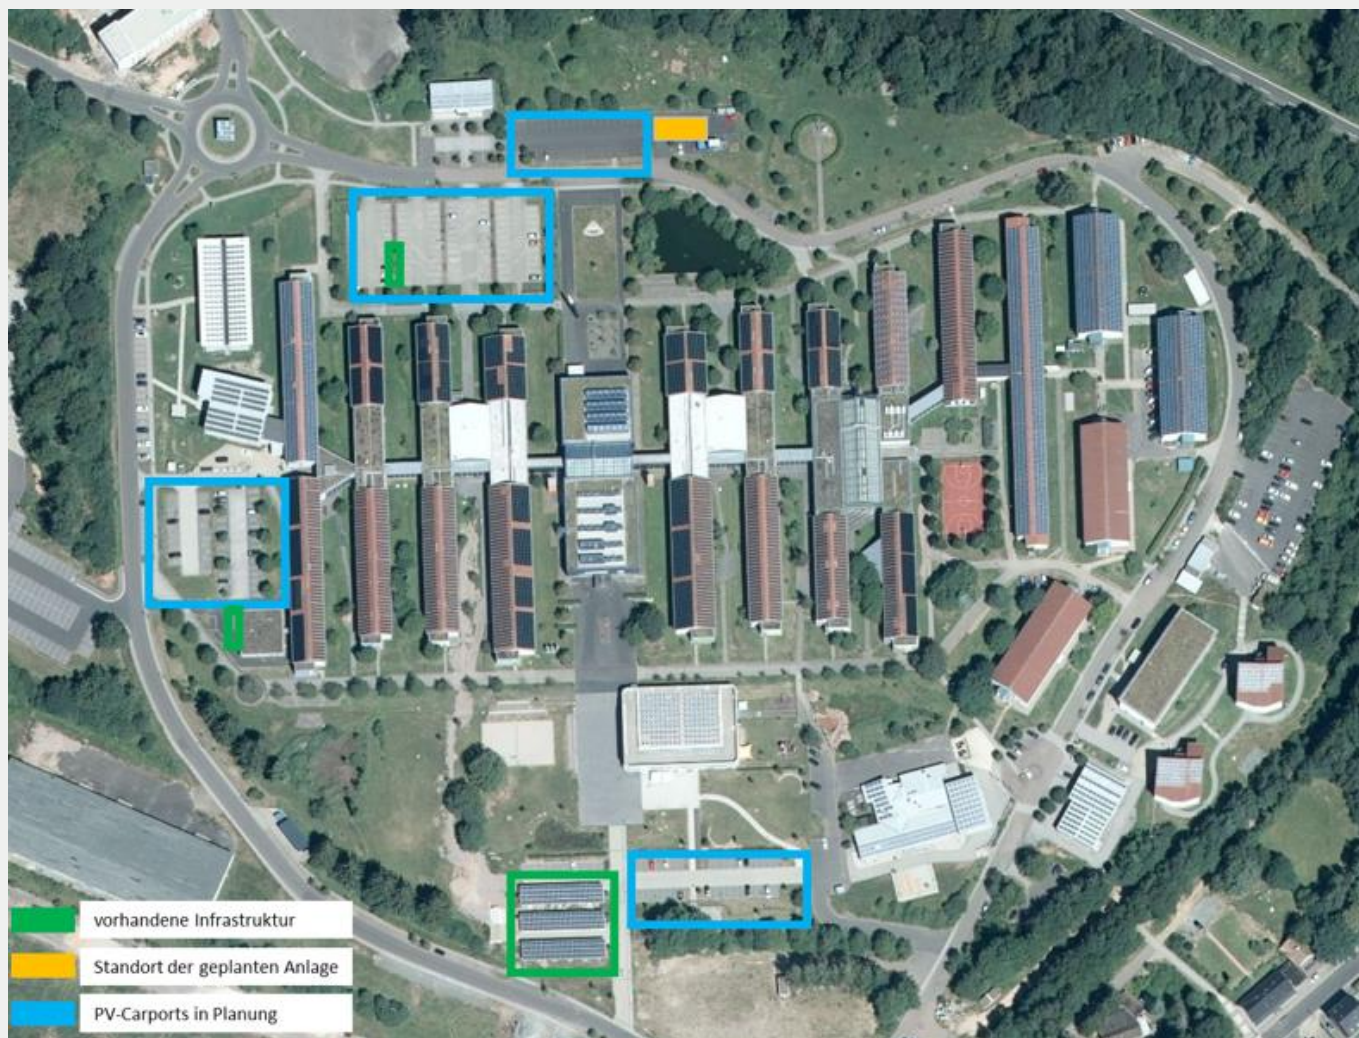 vorhandene Infrastruktur
Standort der geplanten Anlage
PV-Carports in Planung